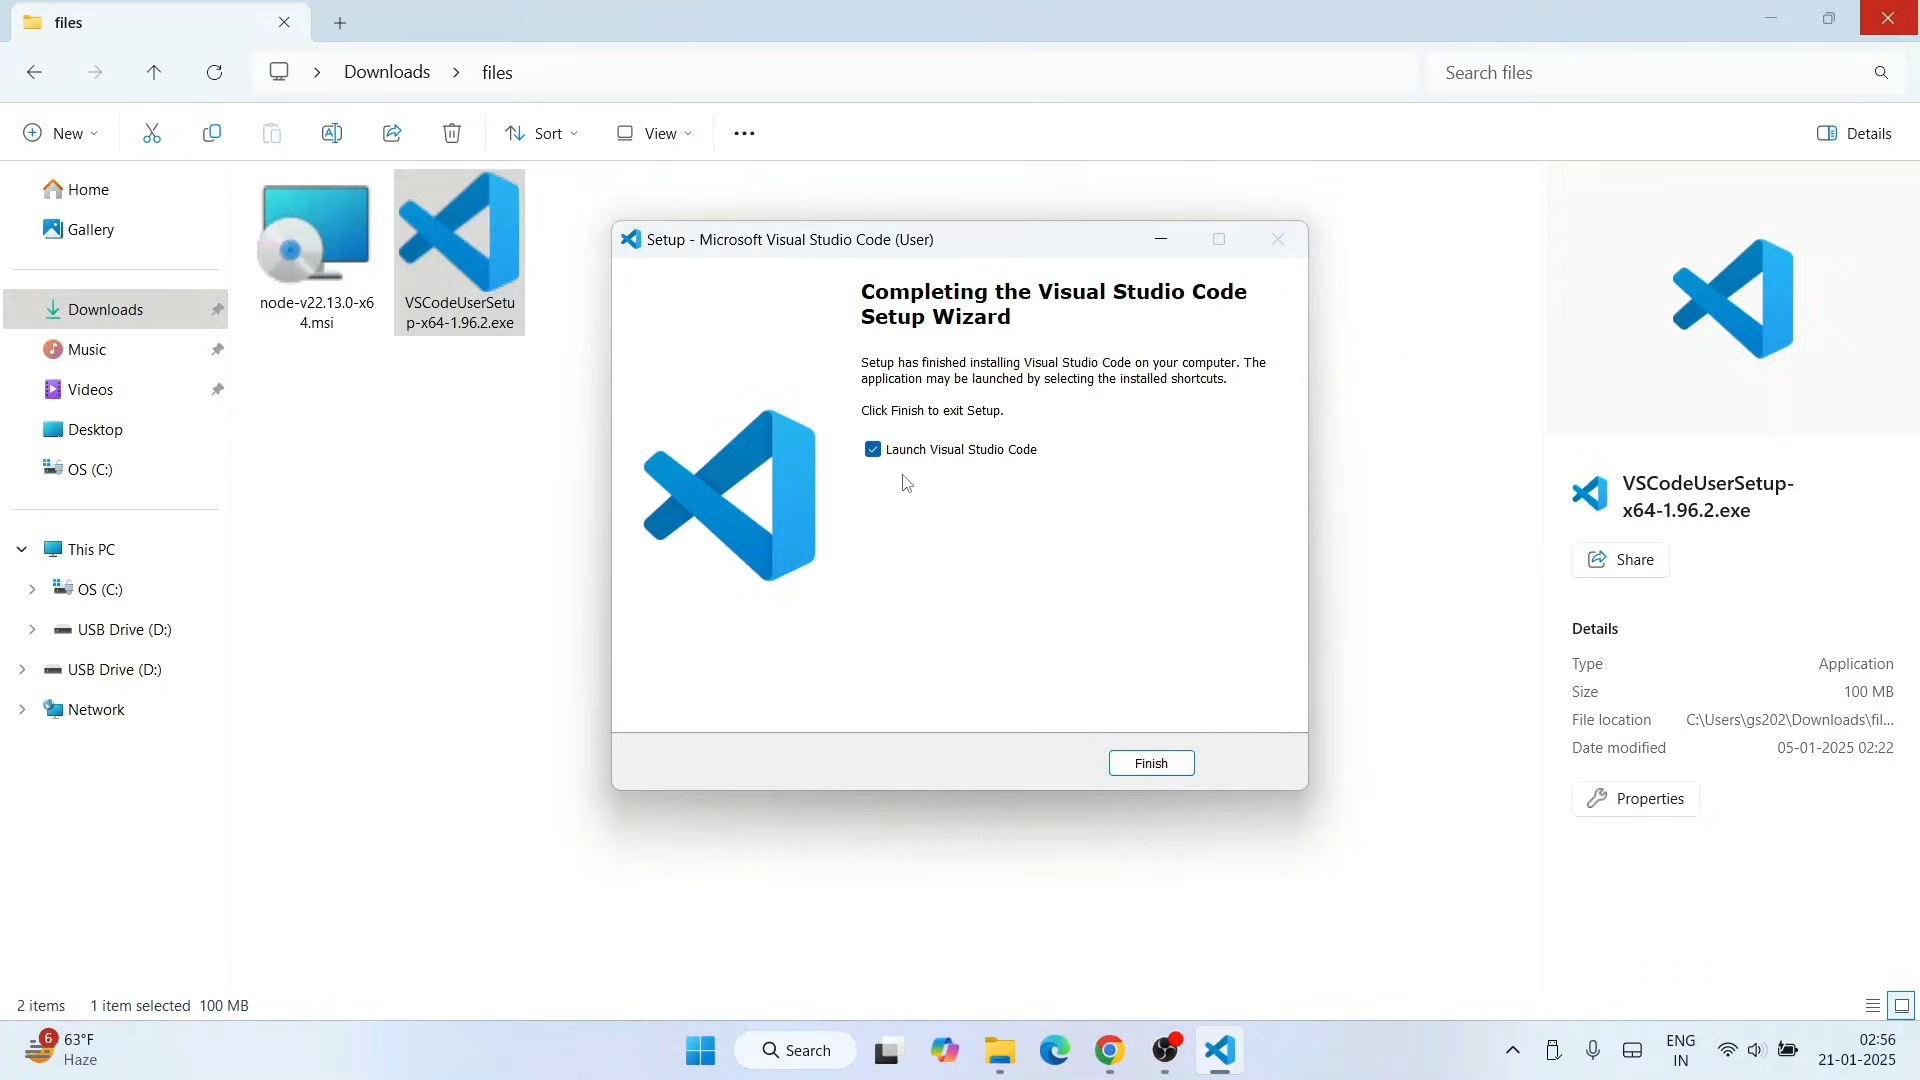 files
Downloads
files
Search files
New
Sort
View
Details
Home
Gallery
Downloads
Music
Videos
Desktop
OS (C:)
This PC
OS (C:)
USB Drive (D:)
USB Drive (D:)
Network
node-v22.13.0-x6
4.msi
VSCodeUserSetu
p-x64-1.96.2.exe
Setup - Microsoft Visual Studio Code (User)
Completing the Visual Studio Code
Setup Wizard
Setup has finished installing Visual Studio Code on your computer. The
application may be launched by selecting the installed shortcuts.
Click Finish to exit Setup.
Launch Visual Studio Code
Finish
VSCodeUserSetup-
x64-1.96.2.exe
Share
Details
Type Application
Size 100 MB
File location C:\Users\gs202\Downloads\fil...
Date modified 05-01-2025 02:22
Properties
2 items 1 item selected 100 MB
6
63°F
Haze
Search
ENG
IN
02:56
21-01-2025